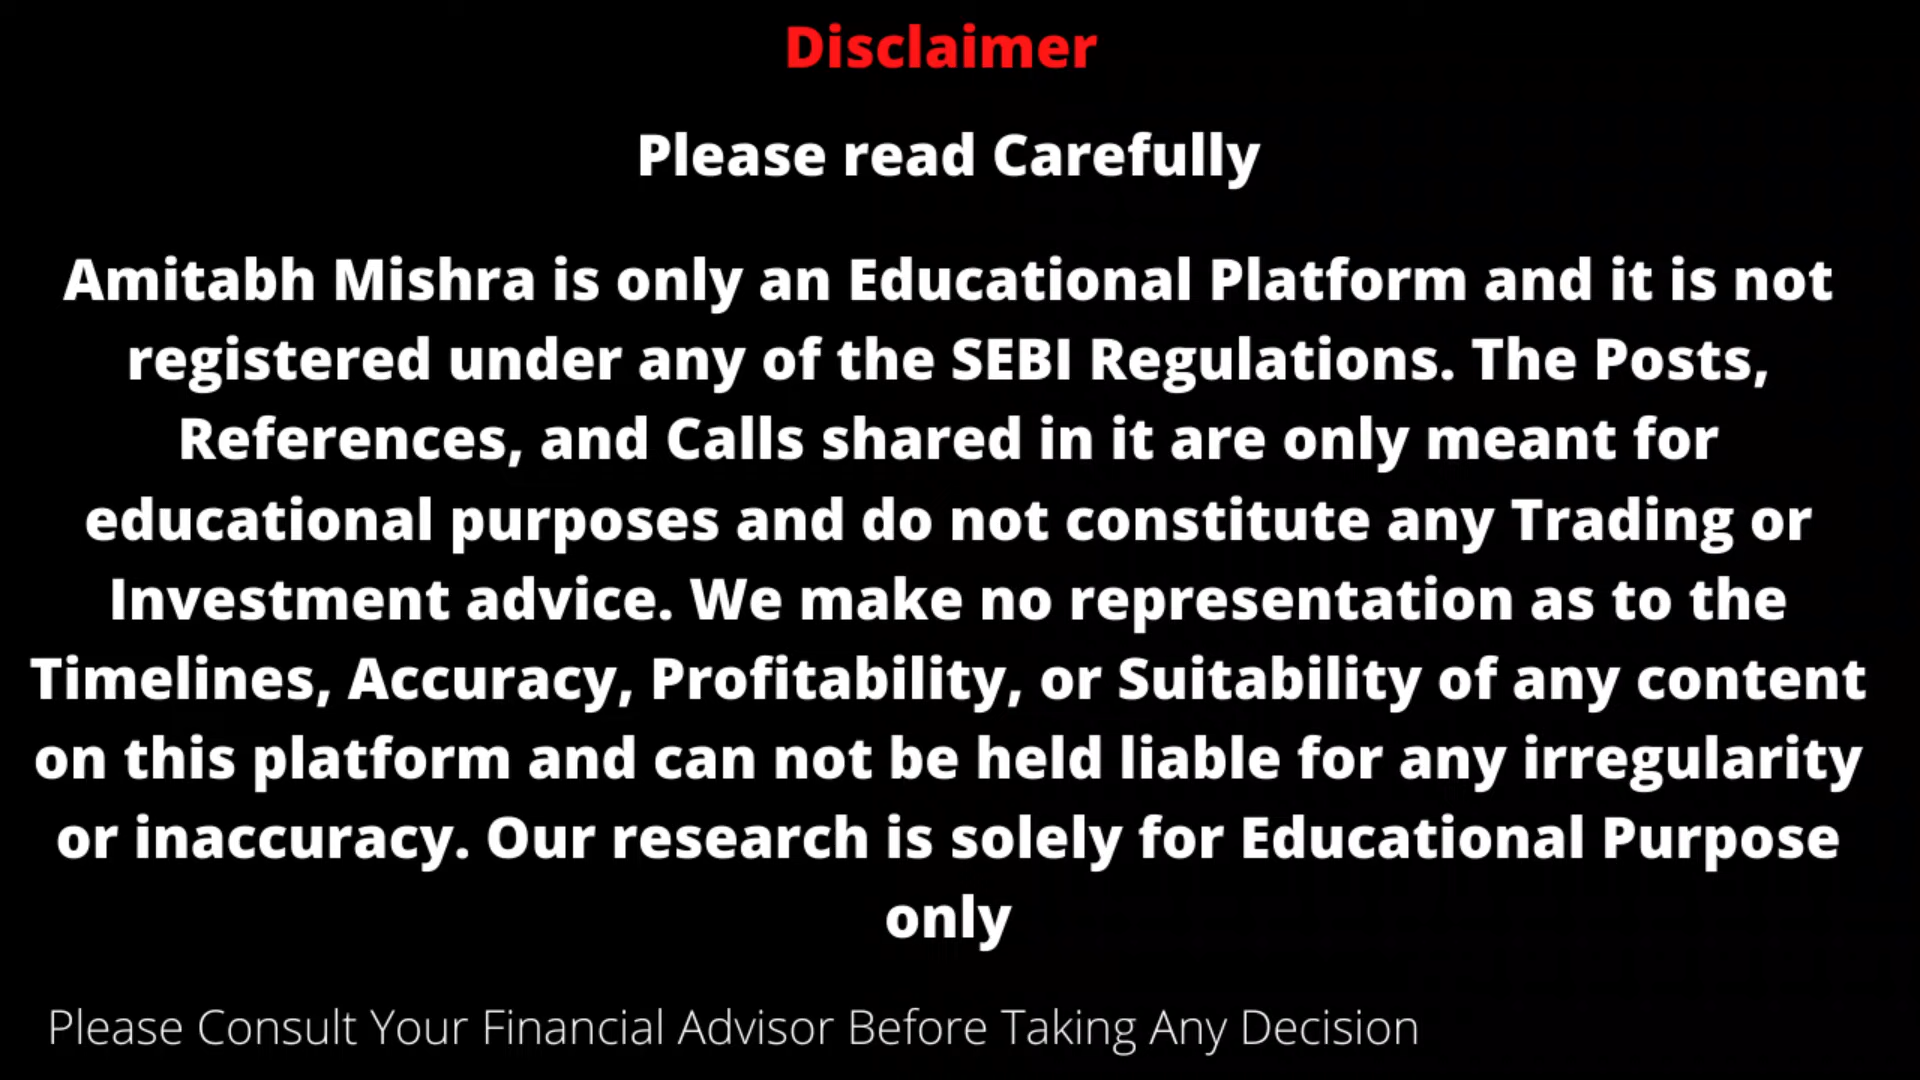 Disclaimer
Please read Carefully
Amitabh Mishra is only an Educational Platform and it is not
registered under any of the SEBI Regulations. The Posts,
References, and Calls shared in it are only meant for
educational purposes and do not constitute any Trading or
Investment advice. We make no representation as to the
Timelines, Accuracy, Profitability, or Suitability of any content
on this platform and can not be held liable for any irregularity
or inaccuracy. Our research is solely for Educational Purpose
only
Please Consult Your Financial Advisor Before Taking Any Decision